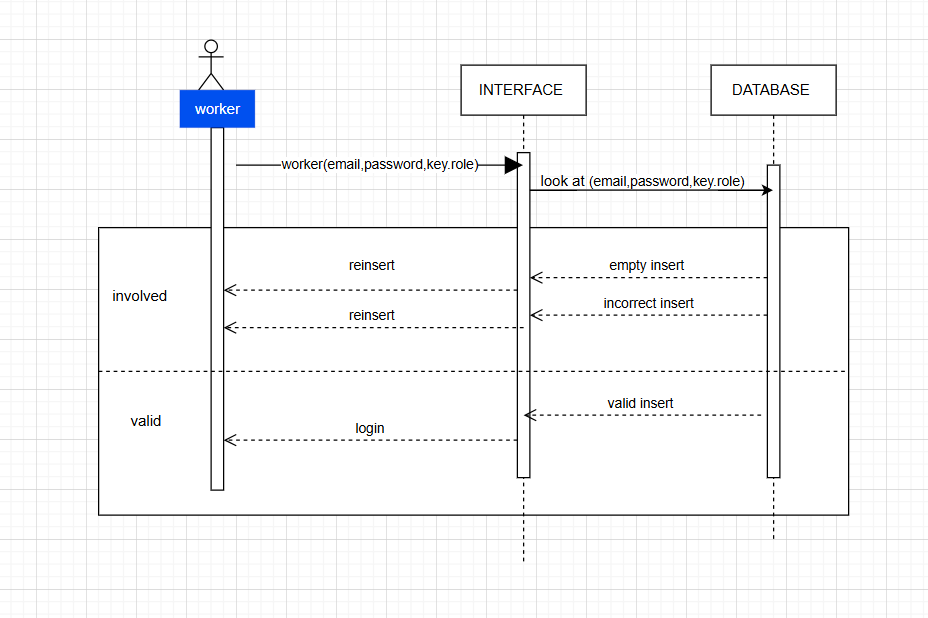 worker
INTERFACE
DATABASE
worker(email,password,key.role)
look at (email,password,key.role)
involved
reinsert
empty insert
reinsert
incorrect insert
valid
valid insert
login